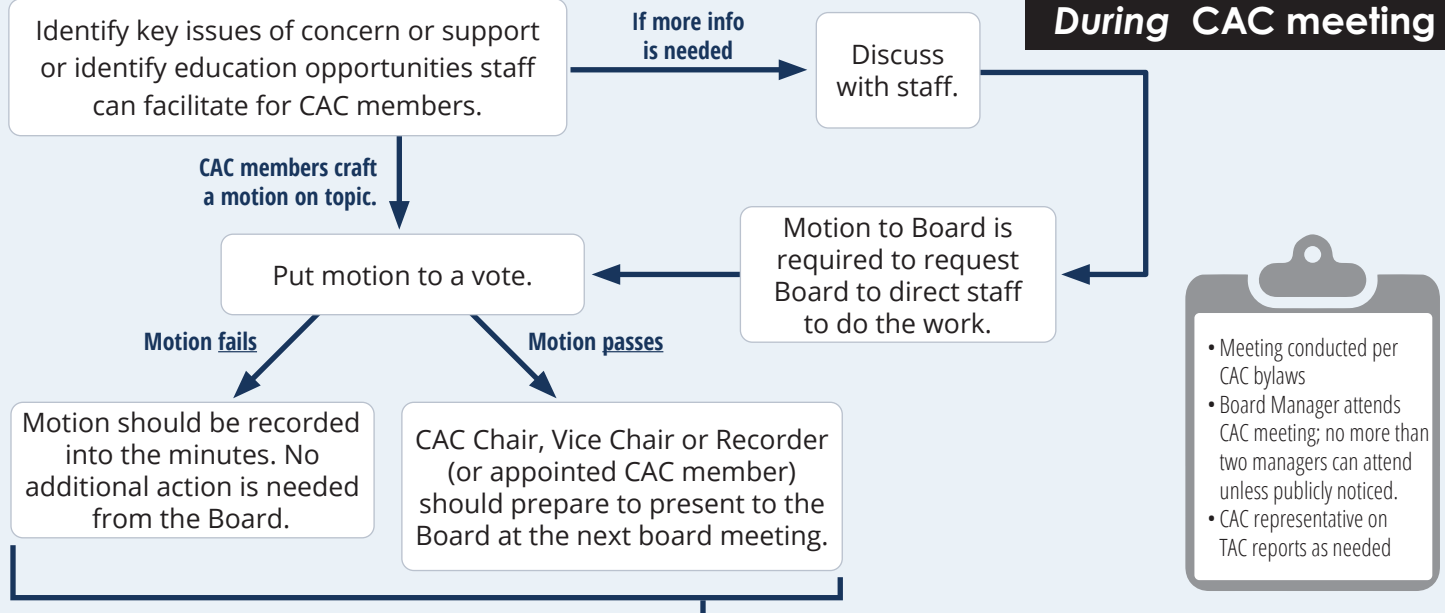 During CAC meeting
Identify key issues of concern or support
or identify education opportunities staff
can facilitate for CAC members.
If more info
is needed
Discuss
with staff.
CAC members craft
a motion on topic.
Motion to Board is
required to request
Board to direct staff
to do the work.
Put motion to a vote.
Motion fails
Motion passes
Motion should be recorded
into the minutes. No
additional action is needed
from the Board.
CAC Chair, Vice Chair or Recorder
(or appointed CAC member)
should prepare to present to the
Board at the next board meeting.
• Meeting conducted per
CAC bylaws
• Board Manager attends
CAC meeting; no more than
two managers can attend
unless publicly noticed.
• CAC representative on
TAC reports as needed